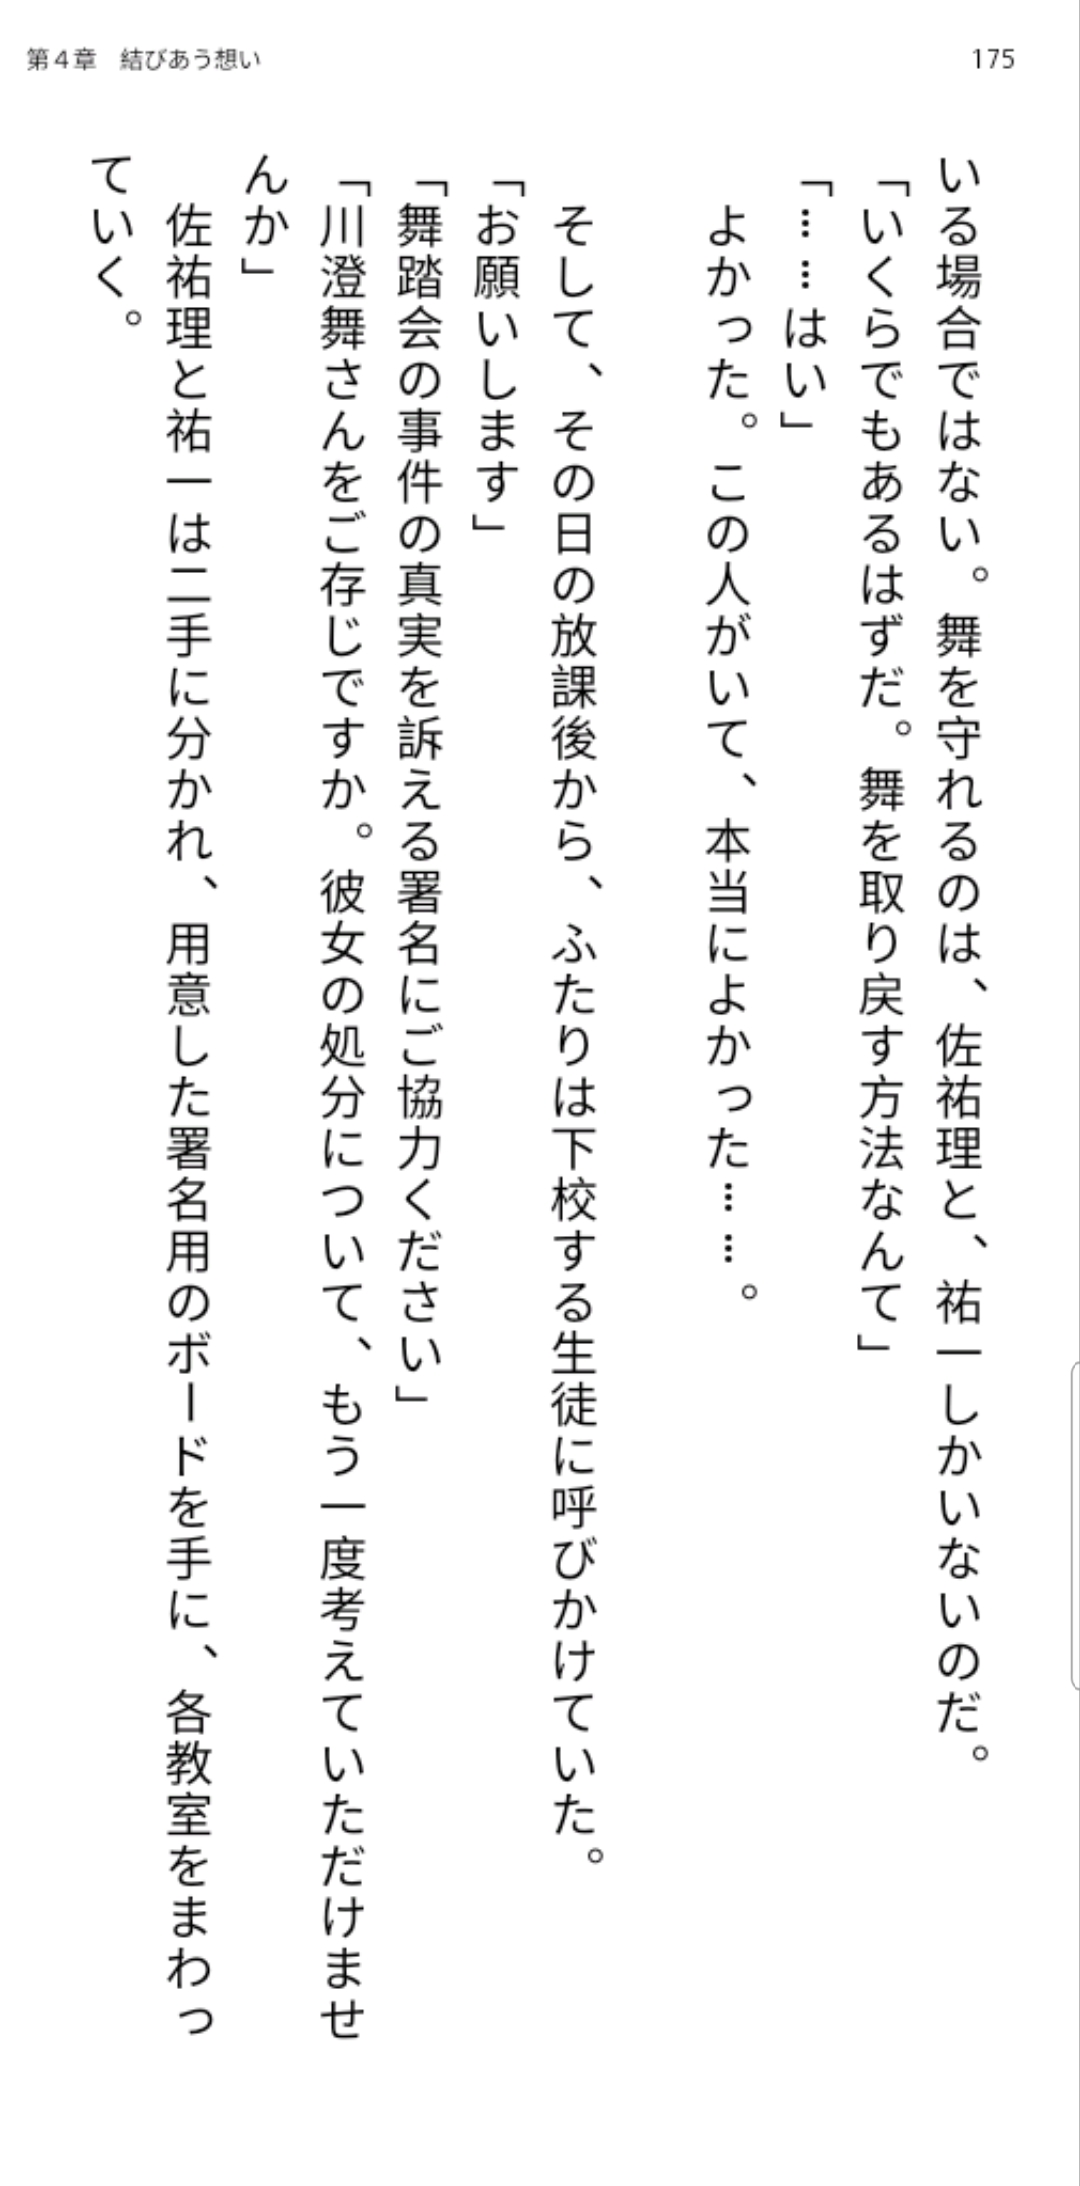 第４章　結びあう想い
175
いる場合ではない。舞を守れるのは、佐祐理と、祐一しかいないのだ。
「いくらでもあるはずだ。舞を取り戻す方法なんて」
「……はい」
　よかった。この人がいて、本当によかった……。
　そして、その日の放課後から、ふたりは下校する生徒に呼びかけていた。
「お願いします」
「舞踏会の事件の真実を訴える署名にご協力ください」
「川澄舞さんをご存じですか。彼女の処分について、もう一度考えていただけませ
んか」
　佐祐理と祐一は二手に分かれ、用意した署名用のボードを手に、各教室をまわっ
ていく。